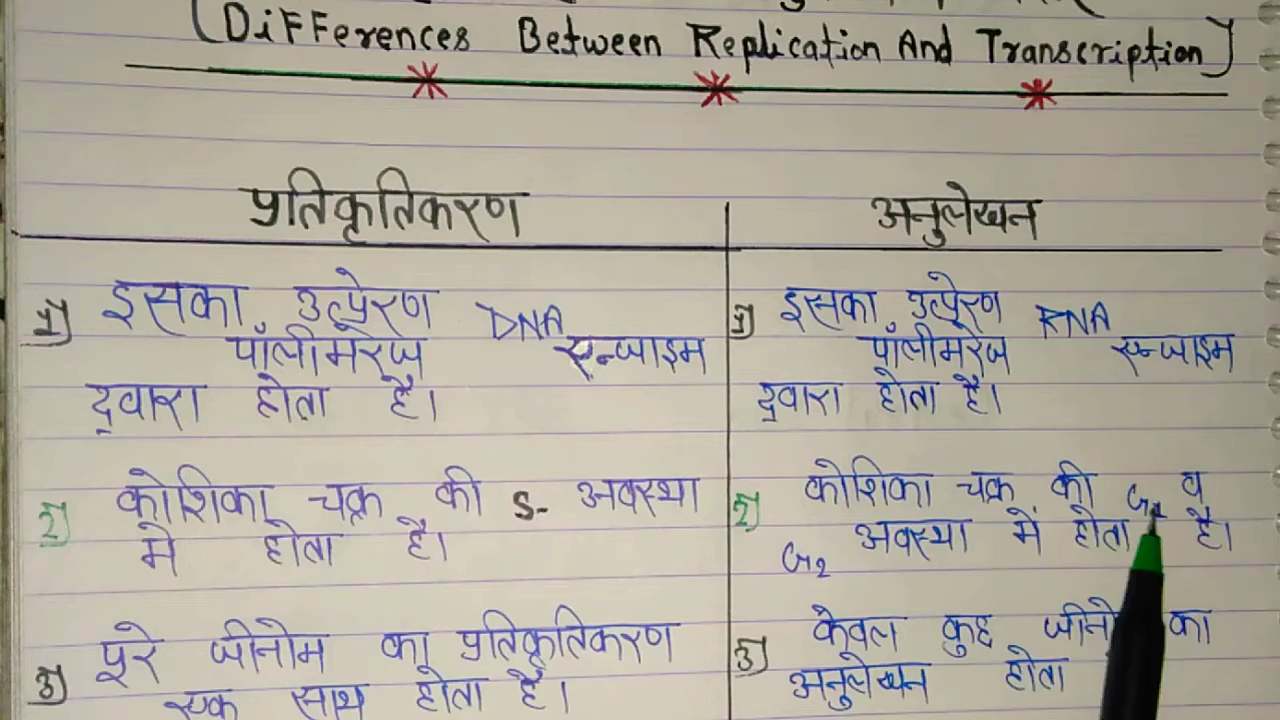 (Differences Between Replication And Transcription)
प्रतिकृतिकरण
अनुलेखन
1) इसका उत्प्रेरण DNA
पॉलीमरेज एन्जाइम
द्वारा होता है।
2) कोशिका चक्र की S- अवस्था
में होता है।
3) पूरे जीनोम का प्रतिकृतिकरण
एक साथ होता है।
1) इसका उत्प्रेरण RNA
पॉलीमरेज एन्जाइम
द्वारा होता है।
2) कोशिका चक्र की G1 व
G2 अवस्था में होता है।
3) केवल कुछ का
अनुलेखन होता